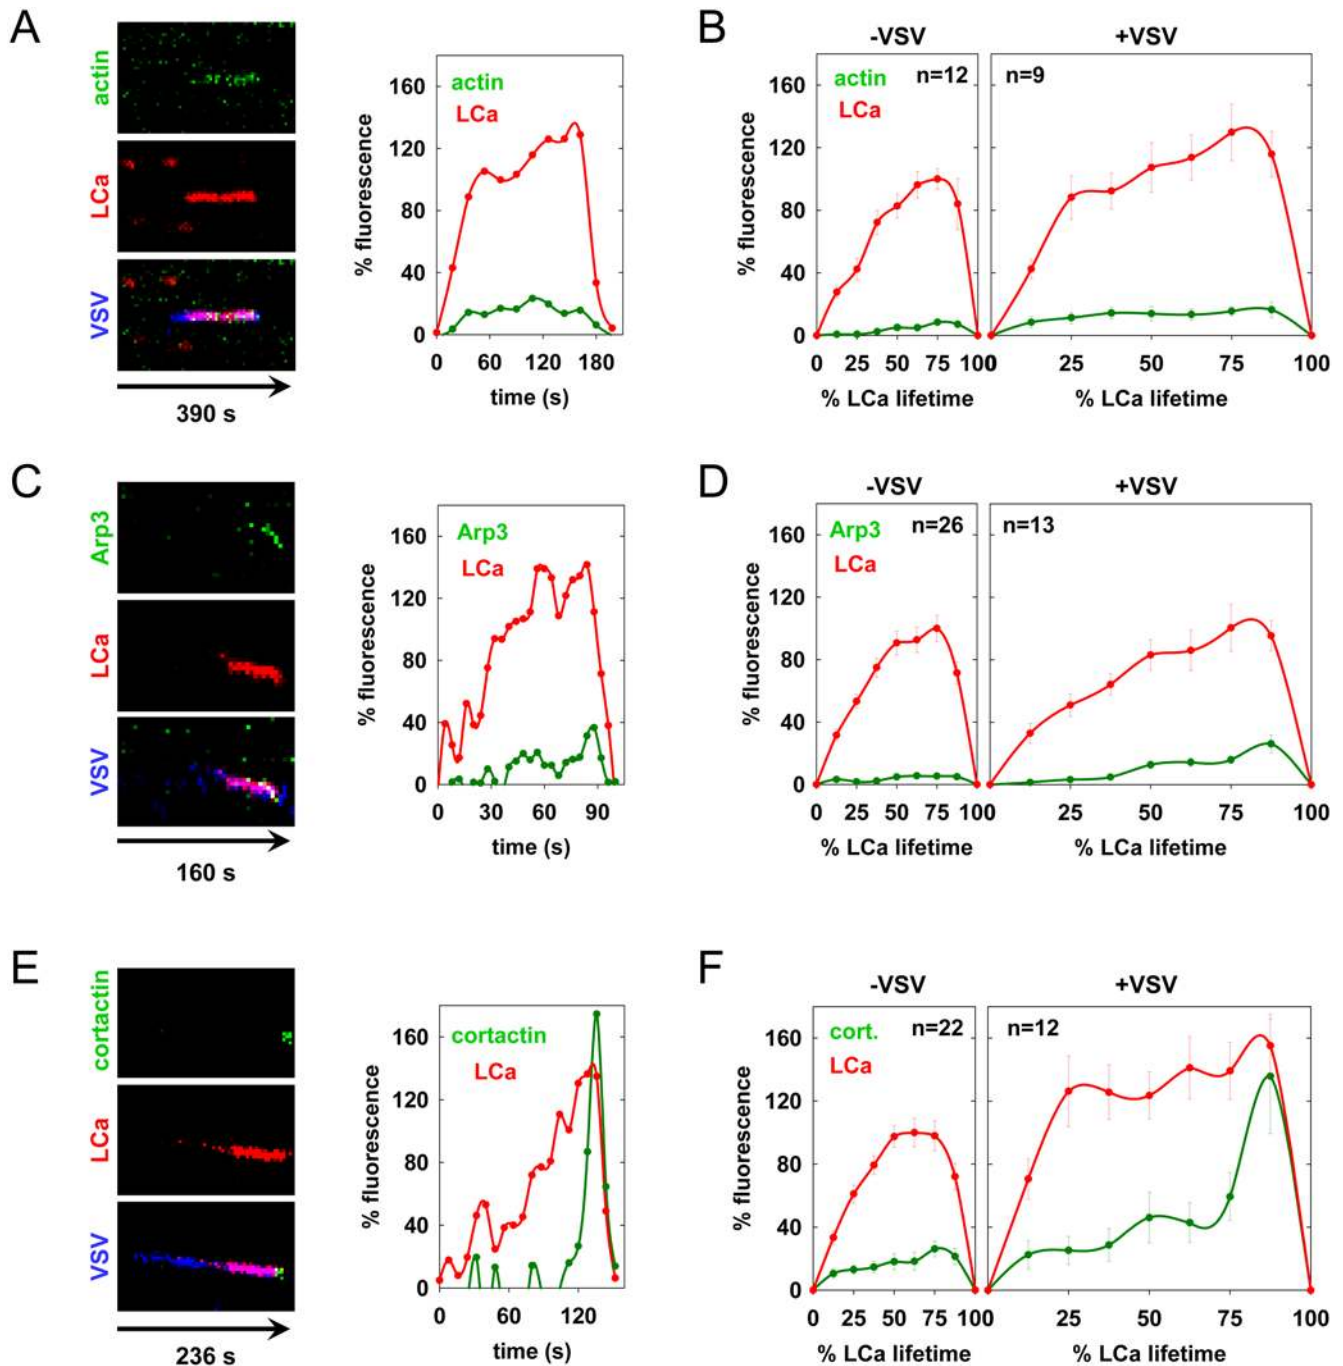 A
actin
LCa
VSV
390 s
actin
LCa
% fluorescence
160
120
80
40
0
0 60 120 180
time (s)
B
-VSV +VSV
actin
LCa
n=12
n=9
% fluorescence
160
120
80
40
0
0 25 50 75 100
25 50 75 100
% LCa lifetime
% LCa lifetime
C
Arp3
LCa
VSV
160 s
Arp3
LCa
% fluorescence
160
120
80
40
0
0 30 60 90
time (s)
D
-VSV +VSV
Arp3
LCa
n=26
n=13
% fluorescence
160
120
80
40
0
0 25 50 75 100
25 50 75 100
% LCa lifetime
% LCa lifetime
E
cortactin
LCa
VSV
236 s
cortactin
LCa
% fluorescence
160
120
80
40
0
0 60 120
time (s)
F
-VSV +VSV
cort.
LCa
n=22
n=12
% fluorescence
160
120
80
40
0
0 25 50 75 100
25 50 75 100
% LCa lifetime
% LCa lifetime